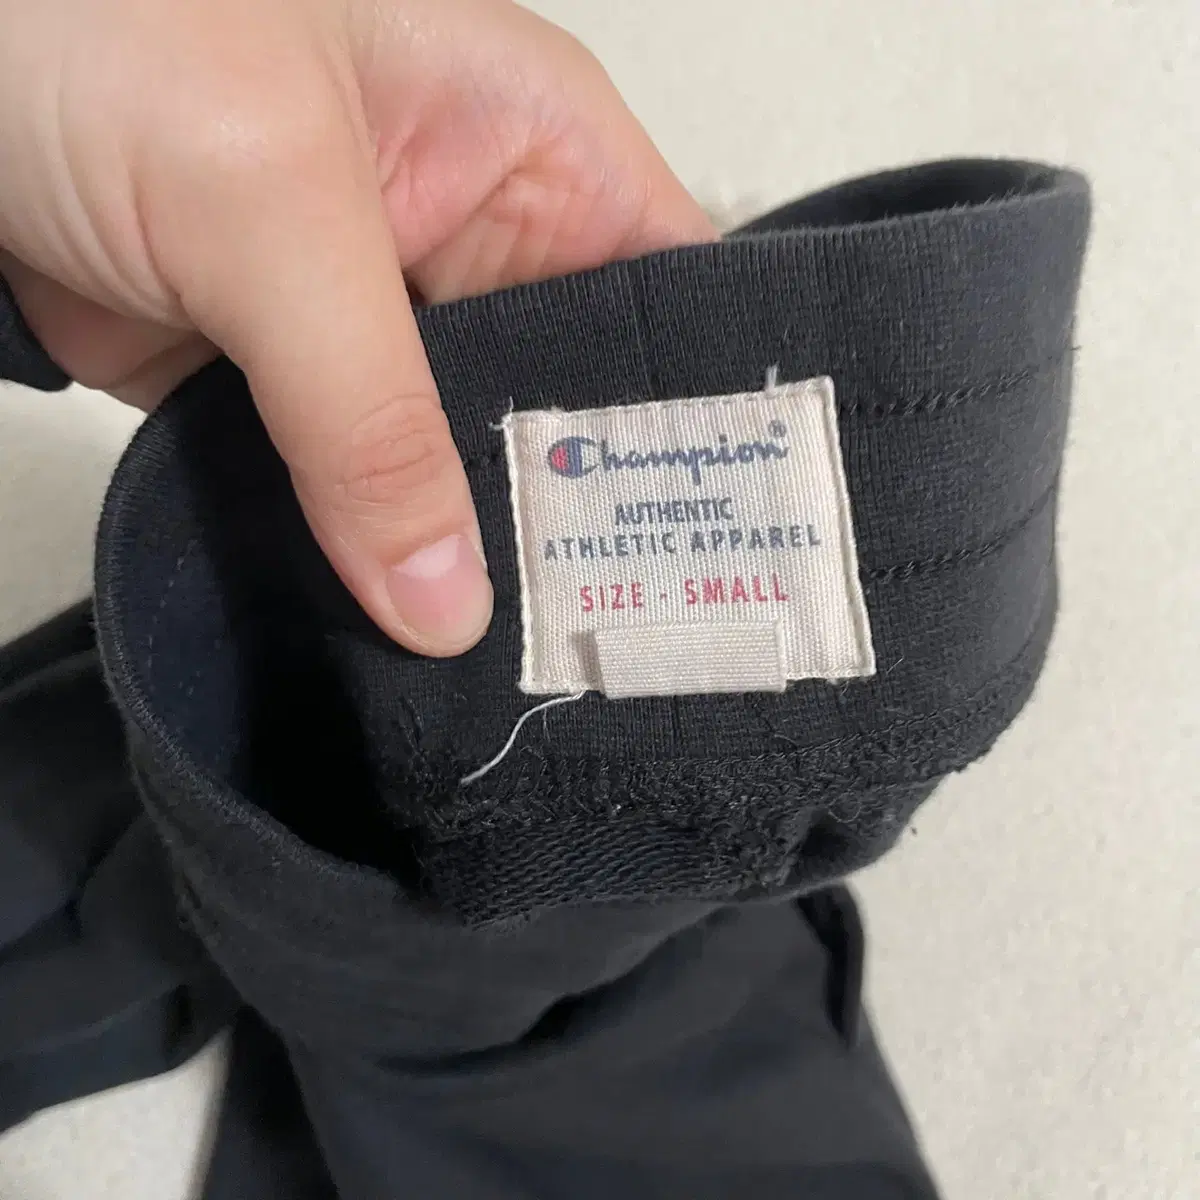 Champion®
AUTHENTIC
ATHLETIC APPAREL
SIZE - SMALL